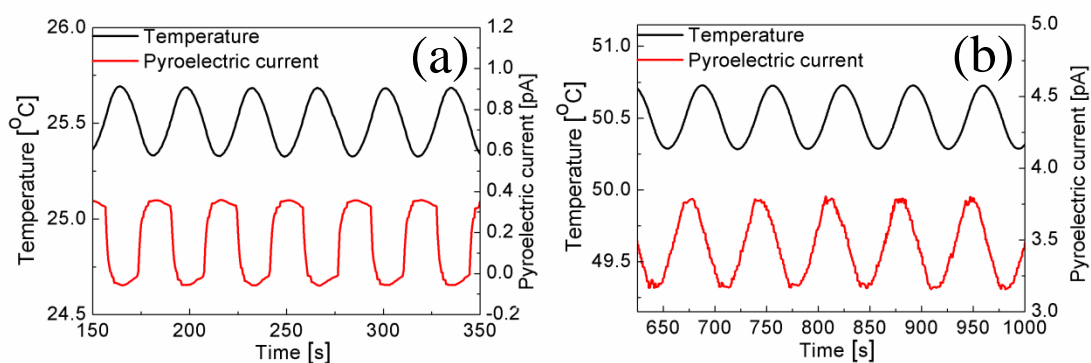 (a)
Temperature
Pyroelectric current
Temperature [°C]
26.0
25.5
25.0
24.5
1.2
1.0
0.8
0.6
0.4
0.2
0.0
-0.2
Pyroelectric current [pA]
150 200 250 300 350
Time [s]
(b)
Temperature
Pyroelectric current
Temperature [°C]
51.0
50.5
50.0
49.5
5.0
4.5
4.0
3.5
3.0
Pyroelectric current [pA]
650 700 750 800 850 900 950 1000
Time [s]